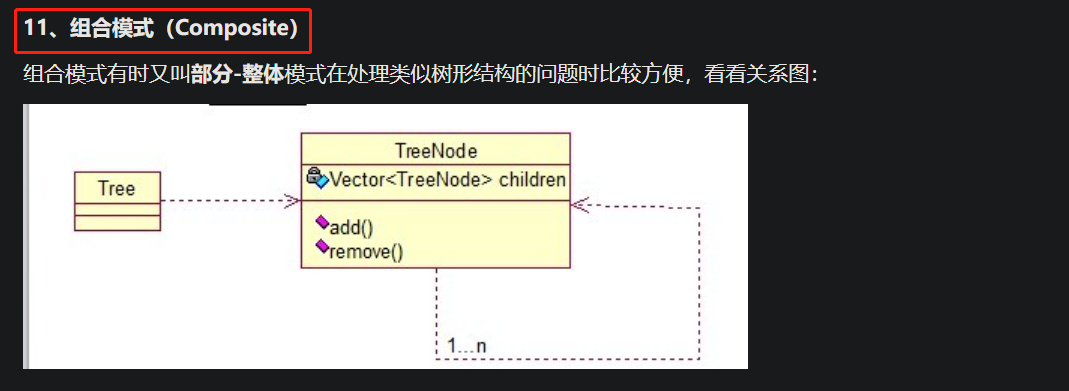 11、组合模式（Composite）
组合模式有时又叫部分-整体模式在处理类似树形结构的问题时比较方便，看看关系图：
TreeNode
Tree
Vector<TreeNode> children
add()
remove()
1...n